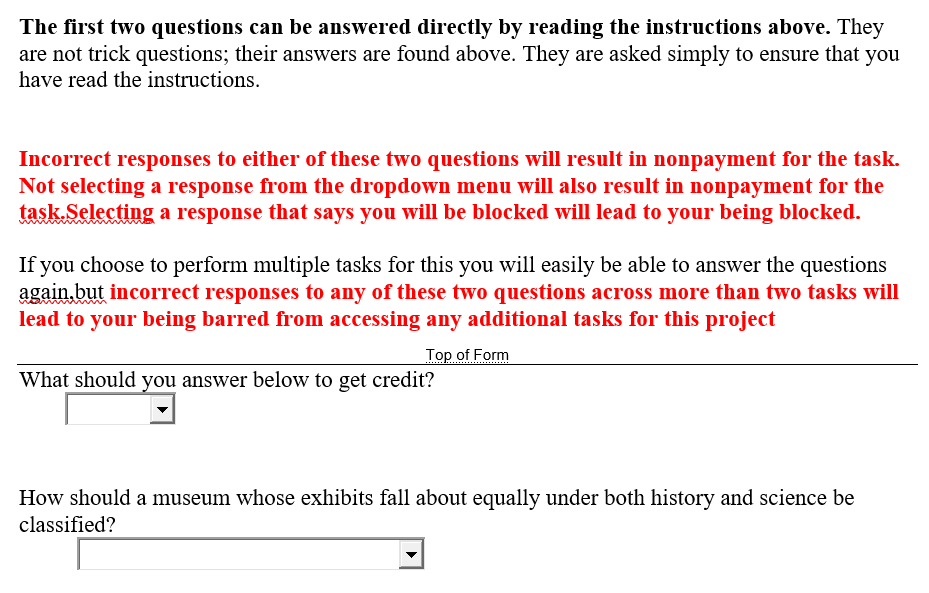 The first two questions can be answered directly by reading the instructions above. They
are not trick questions; their answers are found above. They are asked simply to ensure that you
have read the instructions.
Incorrect responses to either of these two questions will result in nonpayment for the task.
Not selecting a response from the dropdown menu will also result in nonpayment for the
task.Selecting a response that says you will be blocked will lead to your being blocked.
If you choose to perform multiple tasks for this you will easily be able to answer the questions
again,but incorrect responses to any of these two questions across more than two tasks will
lead to your being barred from accessing any additional tasks for this project
Top of Form
What should you answer below to get credit?
How should a museum whose exhibits fall about equally under both history and science be
classified?